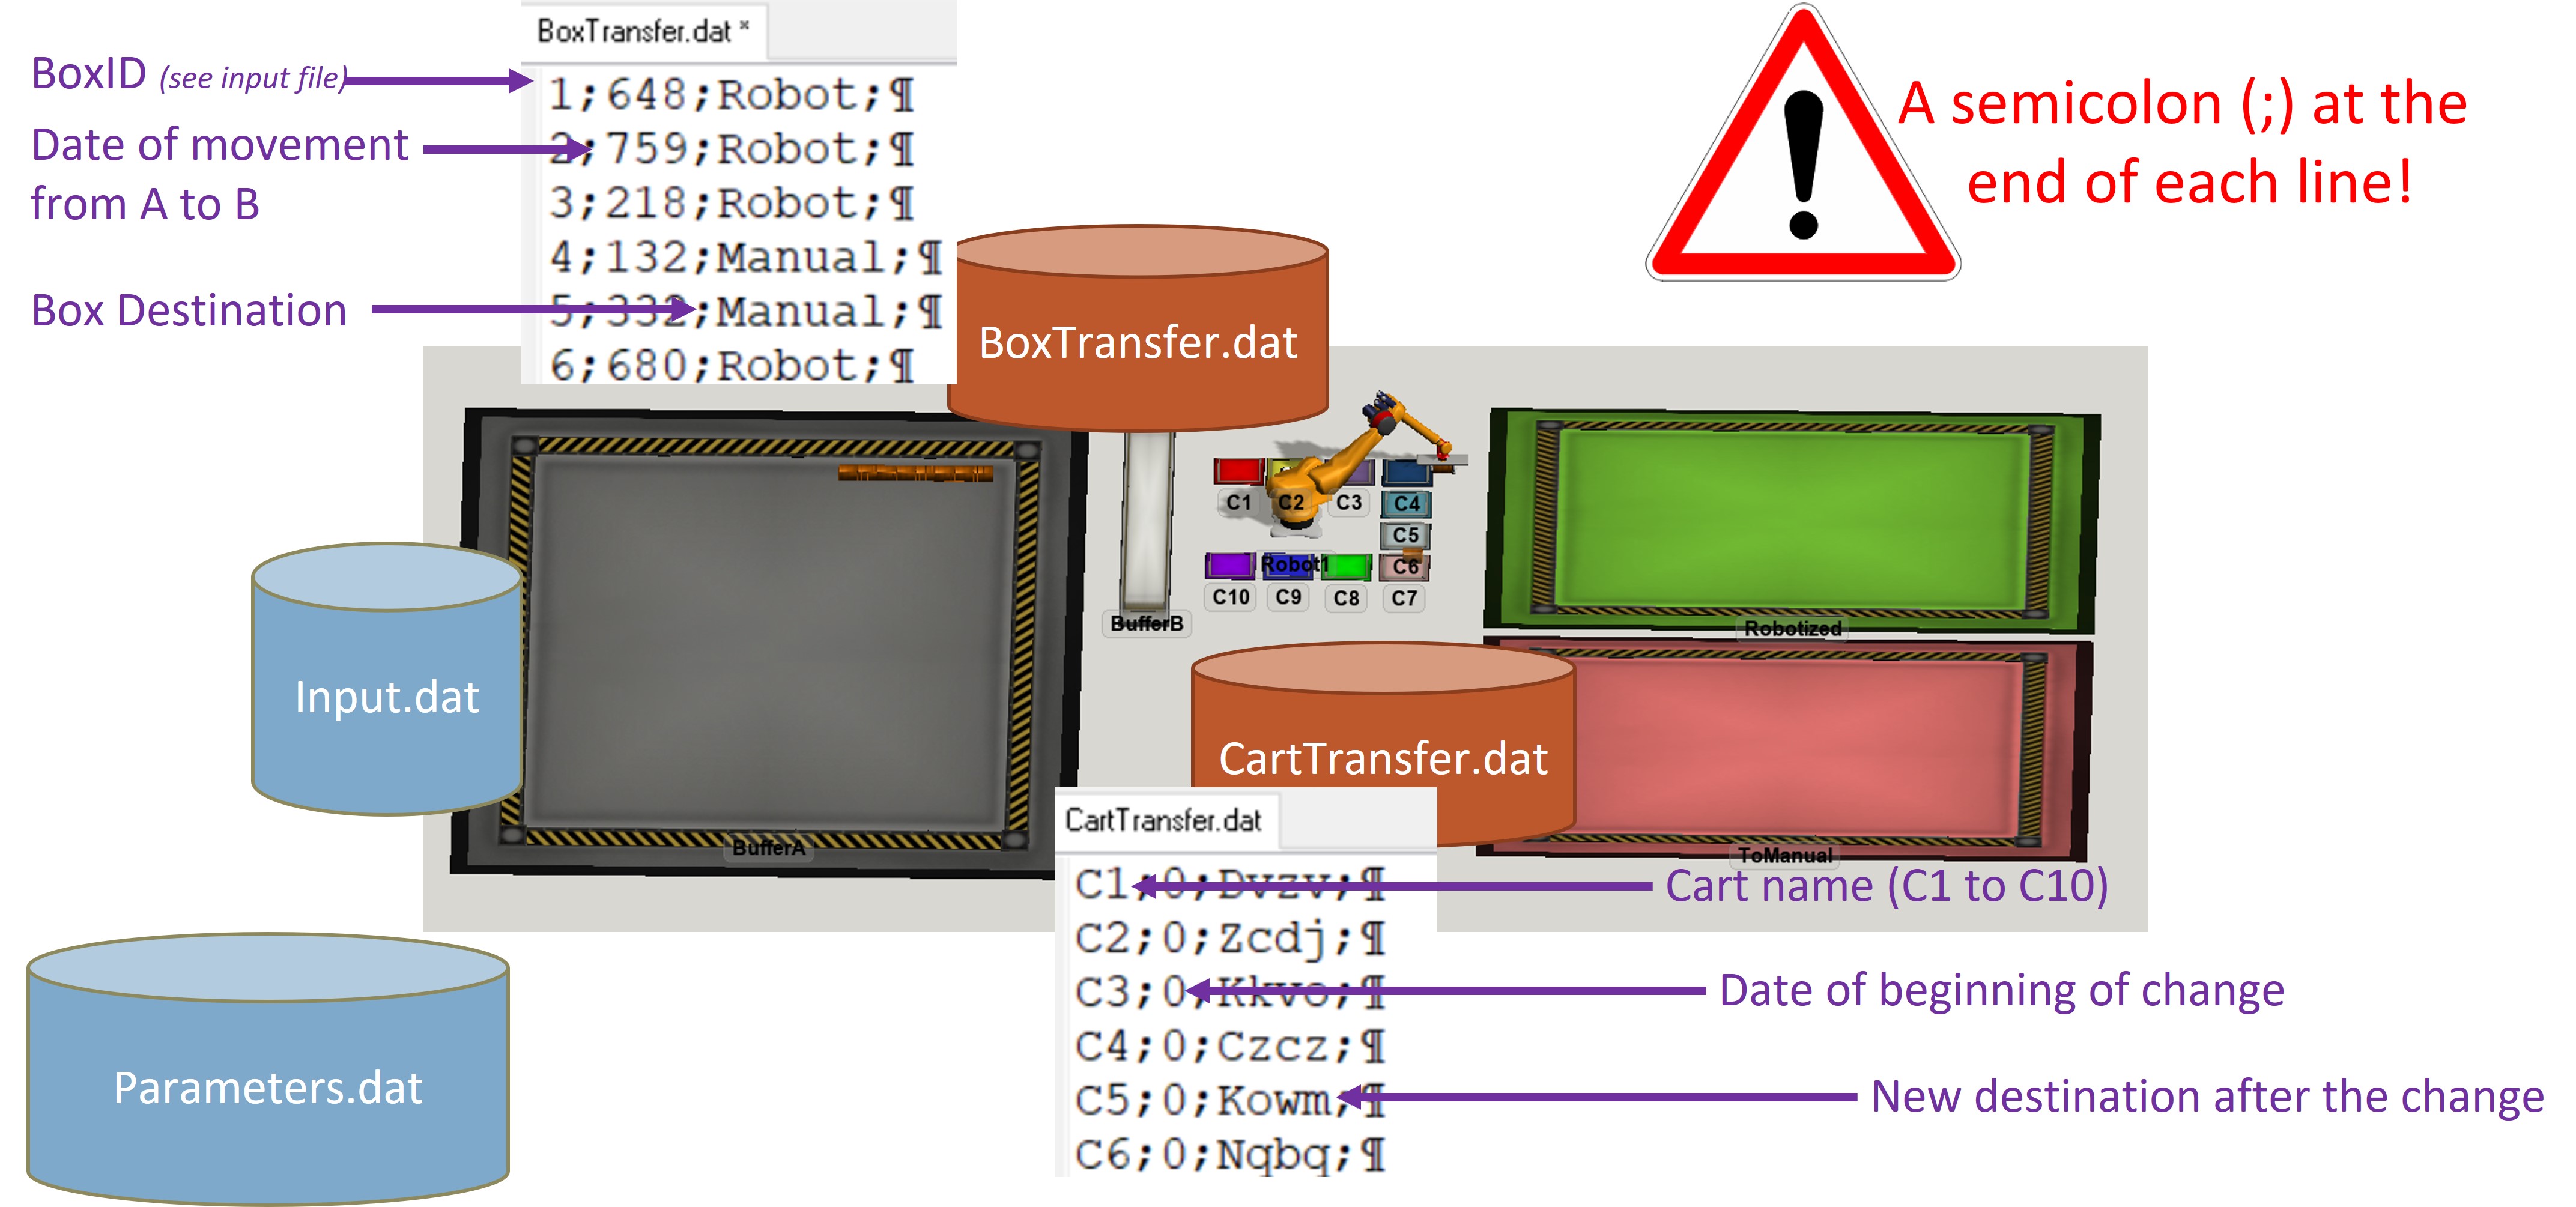 BoxTransfer.dat *
BoxID (see input file)
1;648;Robot;¶
Date of movement
from A to B
2;759;Robot;¶
3;218;Robot;¶
4;132;Manual;¶
Box Destination
5;332;Manual;¶
6;680;Robot;¶
A semicolon (;) at the
end of each line!
BoxTransfer.dat
C1
C2
C3
C4
C5
C6
Robot1
C10
C9
C8
C7
BufferB
Robotized
Input.dat
CartTransfer.dat
BufferA
ToManual
CartTransfer.dat
C1;0;Dvzv;¶
Cart name (C1 to C10)
C2;0;Zcdj;¶
C3;0;Kkvo;¶
Date of beginning of change
C4;0;Czcz;¶
C5;0;Kowm;¶
New destination after the change
C6;0;Nqbq;¶
Parameters.dat